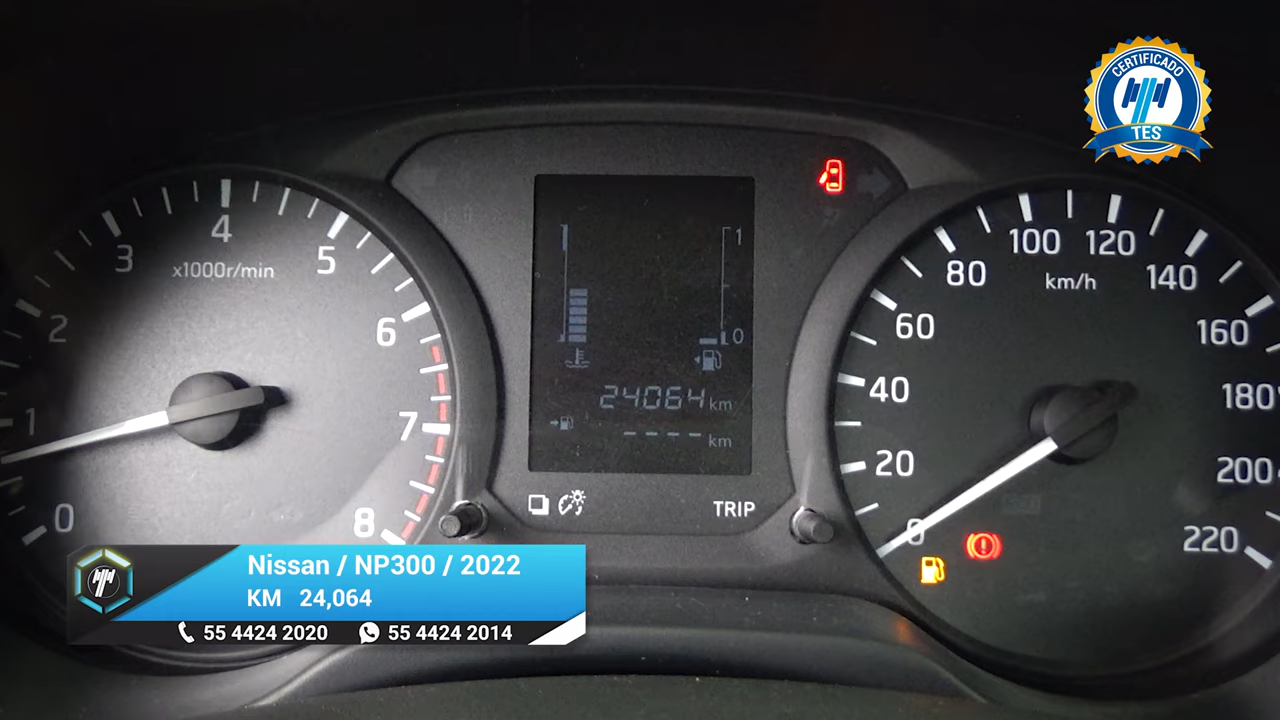 CERTIFICADO
TES
0
1
2
3
4
5
6
7
8
x1000r/min
1
0
24064 km
---- km
TRIP
0
20
40
60
80
100
120
140
160
180
200
220
km/h
Nissan / NP300 / 2022
KM 24,064
55 4424 2020 55 4424 2014